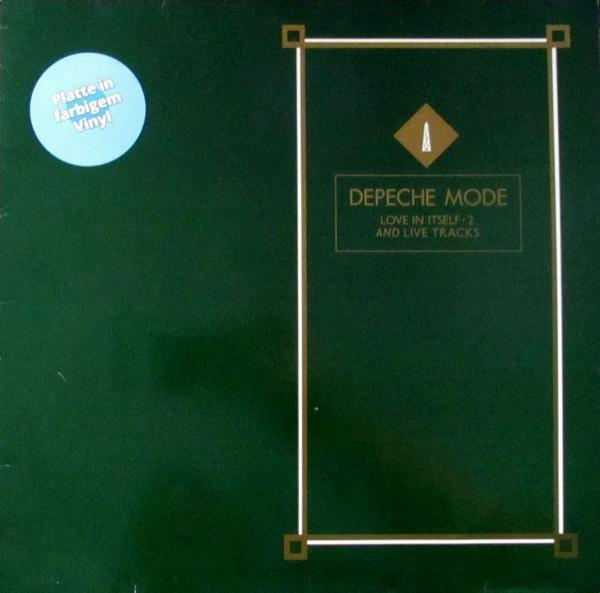 Platte in
farbigem
Vinyl
DEPECHE MODE
LOVE IN ITSELF·2
AND LIVE TRACKS